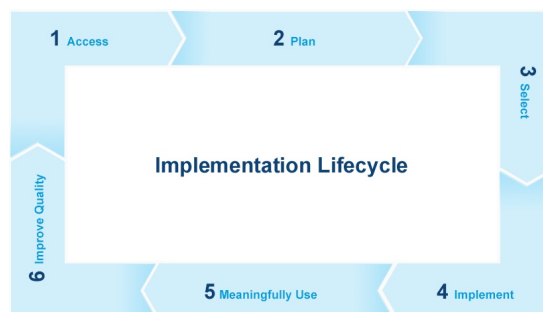 1 Access
2 Plan
3 Select
Implementation Lifecycle
4 Implement
5 Meaningfully Use
6 Improve Quality